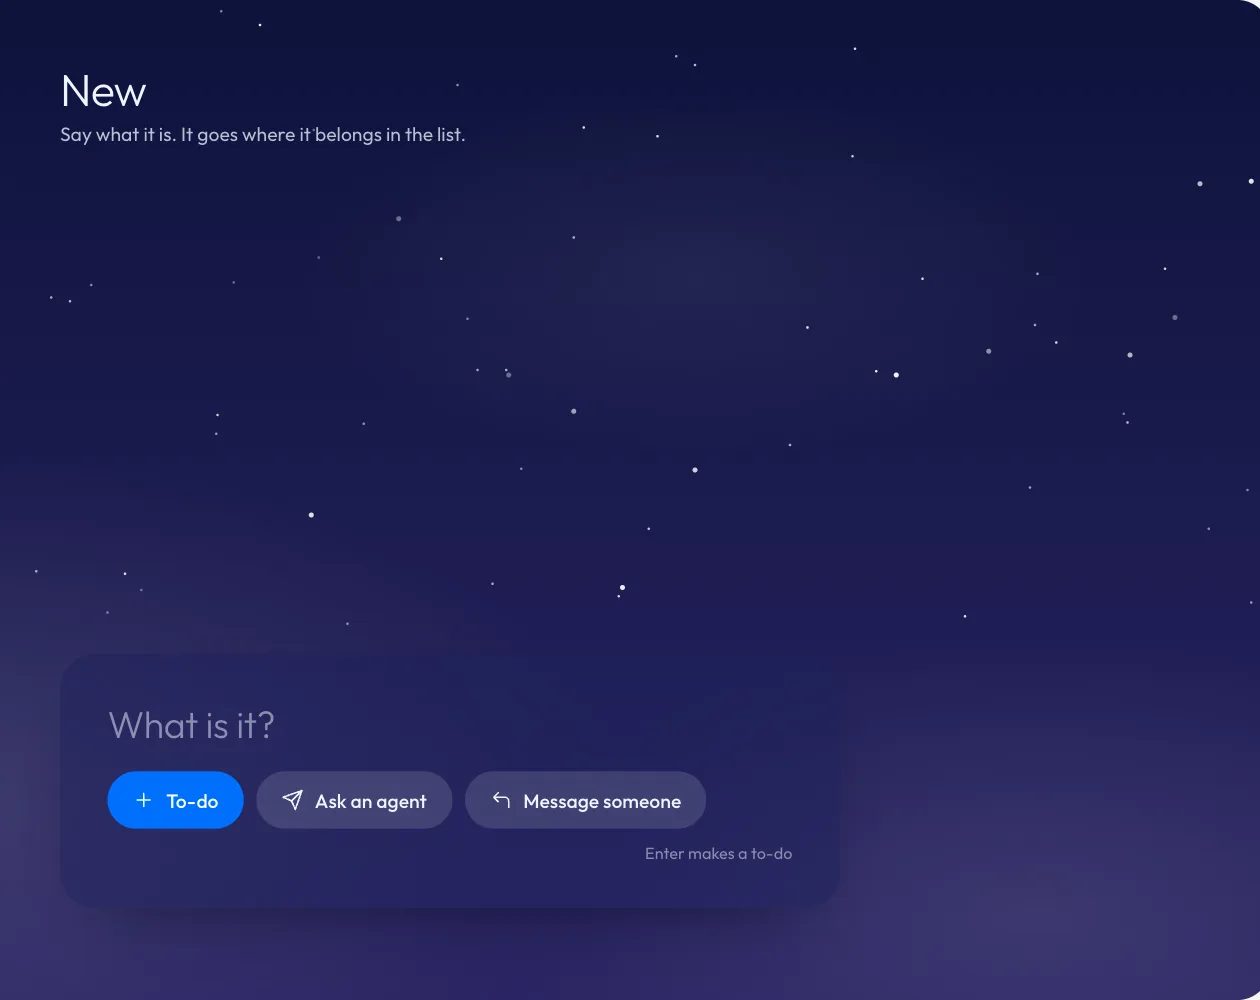 New
Say what it is. It goes where it belongs in the list.
What is it?
To-do
Ask an agent
Message someone
Enter makes a to-do